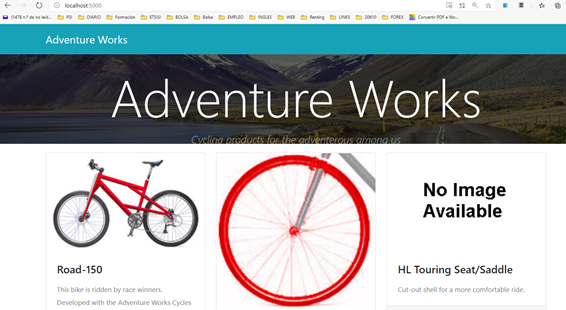 localhost:5000
(1478 n.º de no leíd...
PSI
DIARIO
Formación
ETSISI
BOLSA
Bolsa
EMPLEO
INGLES
WEB
Renting
LINKS
20610
FOREX
Convertir PDF a Wo...
Adventure Works
Adventure Works
Cycling products for the adventerous among us
Road-150
This bike is ridden by race winners.
Developed with the Adventure Works Cycles
No Image
Available
HL Touring Seat/Saddle
Cut-out shell for a more comfortable ride.